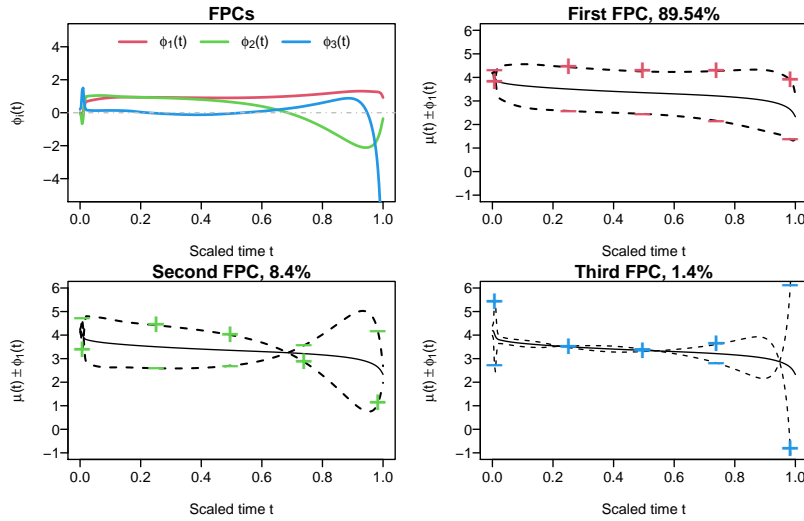 FPCs
ϕ1(t) ϕ2(t) ϕ3(t)
ϕi(t)
4
2
0
−2
−4
0.0 0.2 0.4 0.6 0.8 1.0
Scaled time t
First FPC, 89.54%
μ(t) ± ϕ1(t)
6
5
4
3
2
1
0
−1
0.0 0.2 0.4 0.6 0.8 1.0
Scaled time t
Second FPC, 8.4%
μ(t) ± ϕ1(t)
6
5
4
3
2
1
0
−1
0.0 0.2 0.4 0.6 0.8 1.0
Scaled time t
Third FPC, 1.4%
μ(t) ± ϕ1(t)
6
5
4
3
2
1
0
−1
0.0 0.2 0.4 0.6 0.8 1.0
Scaled time t